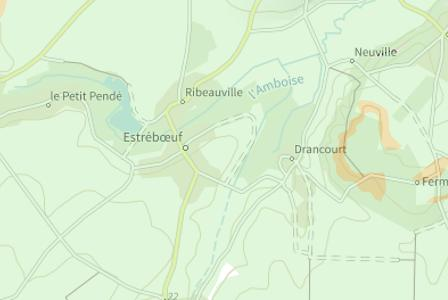 Neuville
l'Amboise
Ribeauville
le Petit Pendé
Estrébœuf
Drancourt
Ferm
22